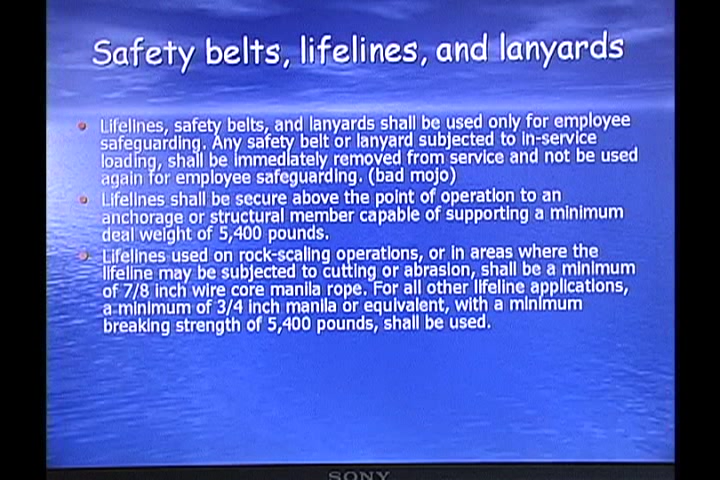 Safety belts, lifelines, and lanyards
Lifelines, safety belts, and lanyards shall be used only for employee
safeguarding. Any safety belt or lanyard subjected to in-service
loading, shall be immediately removed from service and not be used
again for employee safeguarding. (bad mojo)
Lifelines shall be secure above the point of operation to an
anchorage or structural member capable of supporting a minimum
deal weight of 5,400 pounds.
Lifelines used on rock-scaling operations, or in areas where the
lifeline may be subjected to cutting or abrasion, shall be a minimum
of 7/8 inch wire core manila rope. For all other lifeline applications,
a minimum of 3/4 inch manila or equivalent, with a minimum
breaking strength of 5,400 pounds, shall be used.
SONY